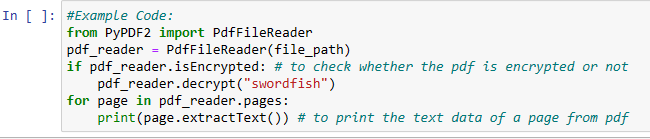 In [ ]: #Example Code:
from PyPDF2 import PdfFileReader
pdf_reader = PdfFileReader(file_path)
if pdf_reader.isEncrypted: # to check whether the pdf is encrypted or not
    pdf_reader.decrypt("swordfish")
for page in pdf_reader.pages:
    print(page.extractText()) # to print the text data of a page from pdf